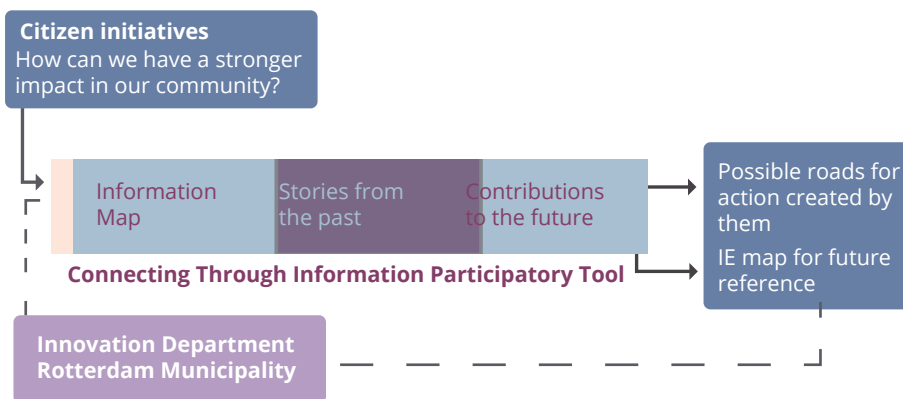 Citizen initiatives
How can we have a stronger
impact in our community?
Information
Map
Stories from
the past
Contributions
to the future
Connecting Through Information Participatory Tool
Possible roads for
action created by
them
IE map for future
reference
Innovation Department
Rotterdam Municipality